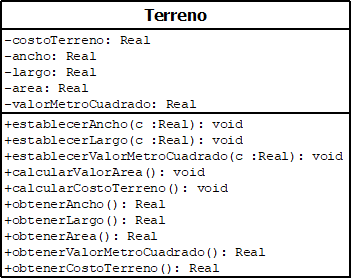 Terreno
-costoTerreno: Real
-ancho: Real
-largo: Real
-area: Real
-valorMetroCuadrado: Real
+establecerAncho(c :Real): void
+establecerLargo(c :Real): void
+establecerValorMetroCuadrado(c :Real): void
+calcularValorArea(): void
+calcularCostoTerreno(): void
+obtenerAncho(): Real
+obtenerLargo(): Real
+obtenerArea(): Real
+obtenerValorMetroCuadrado(): Real
+obtenerCostoTerreno(): Real